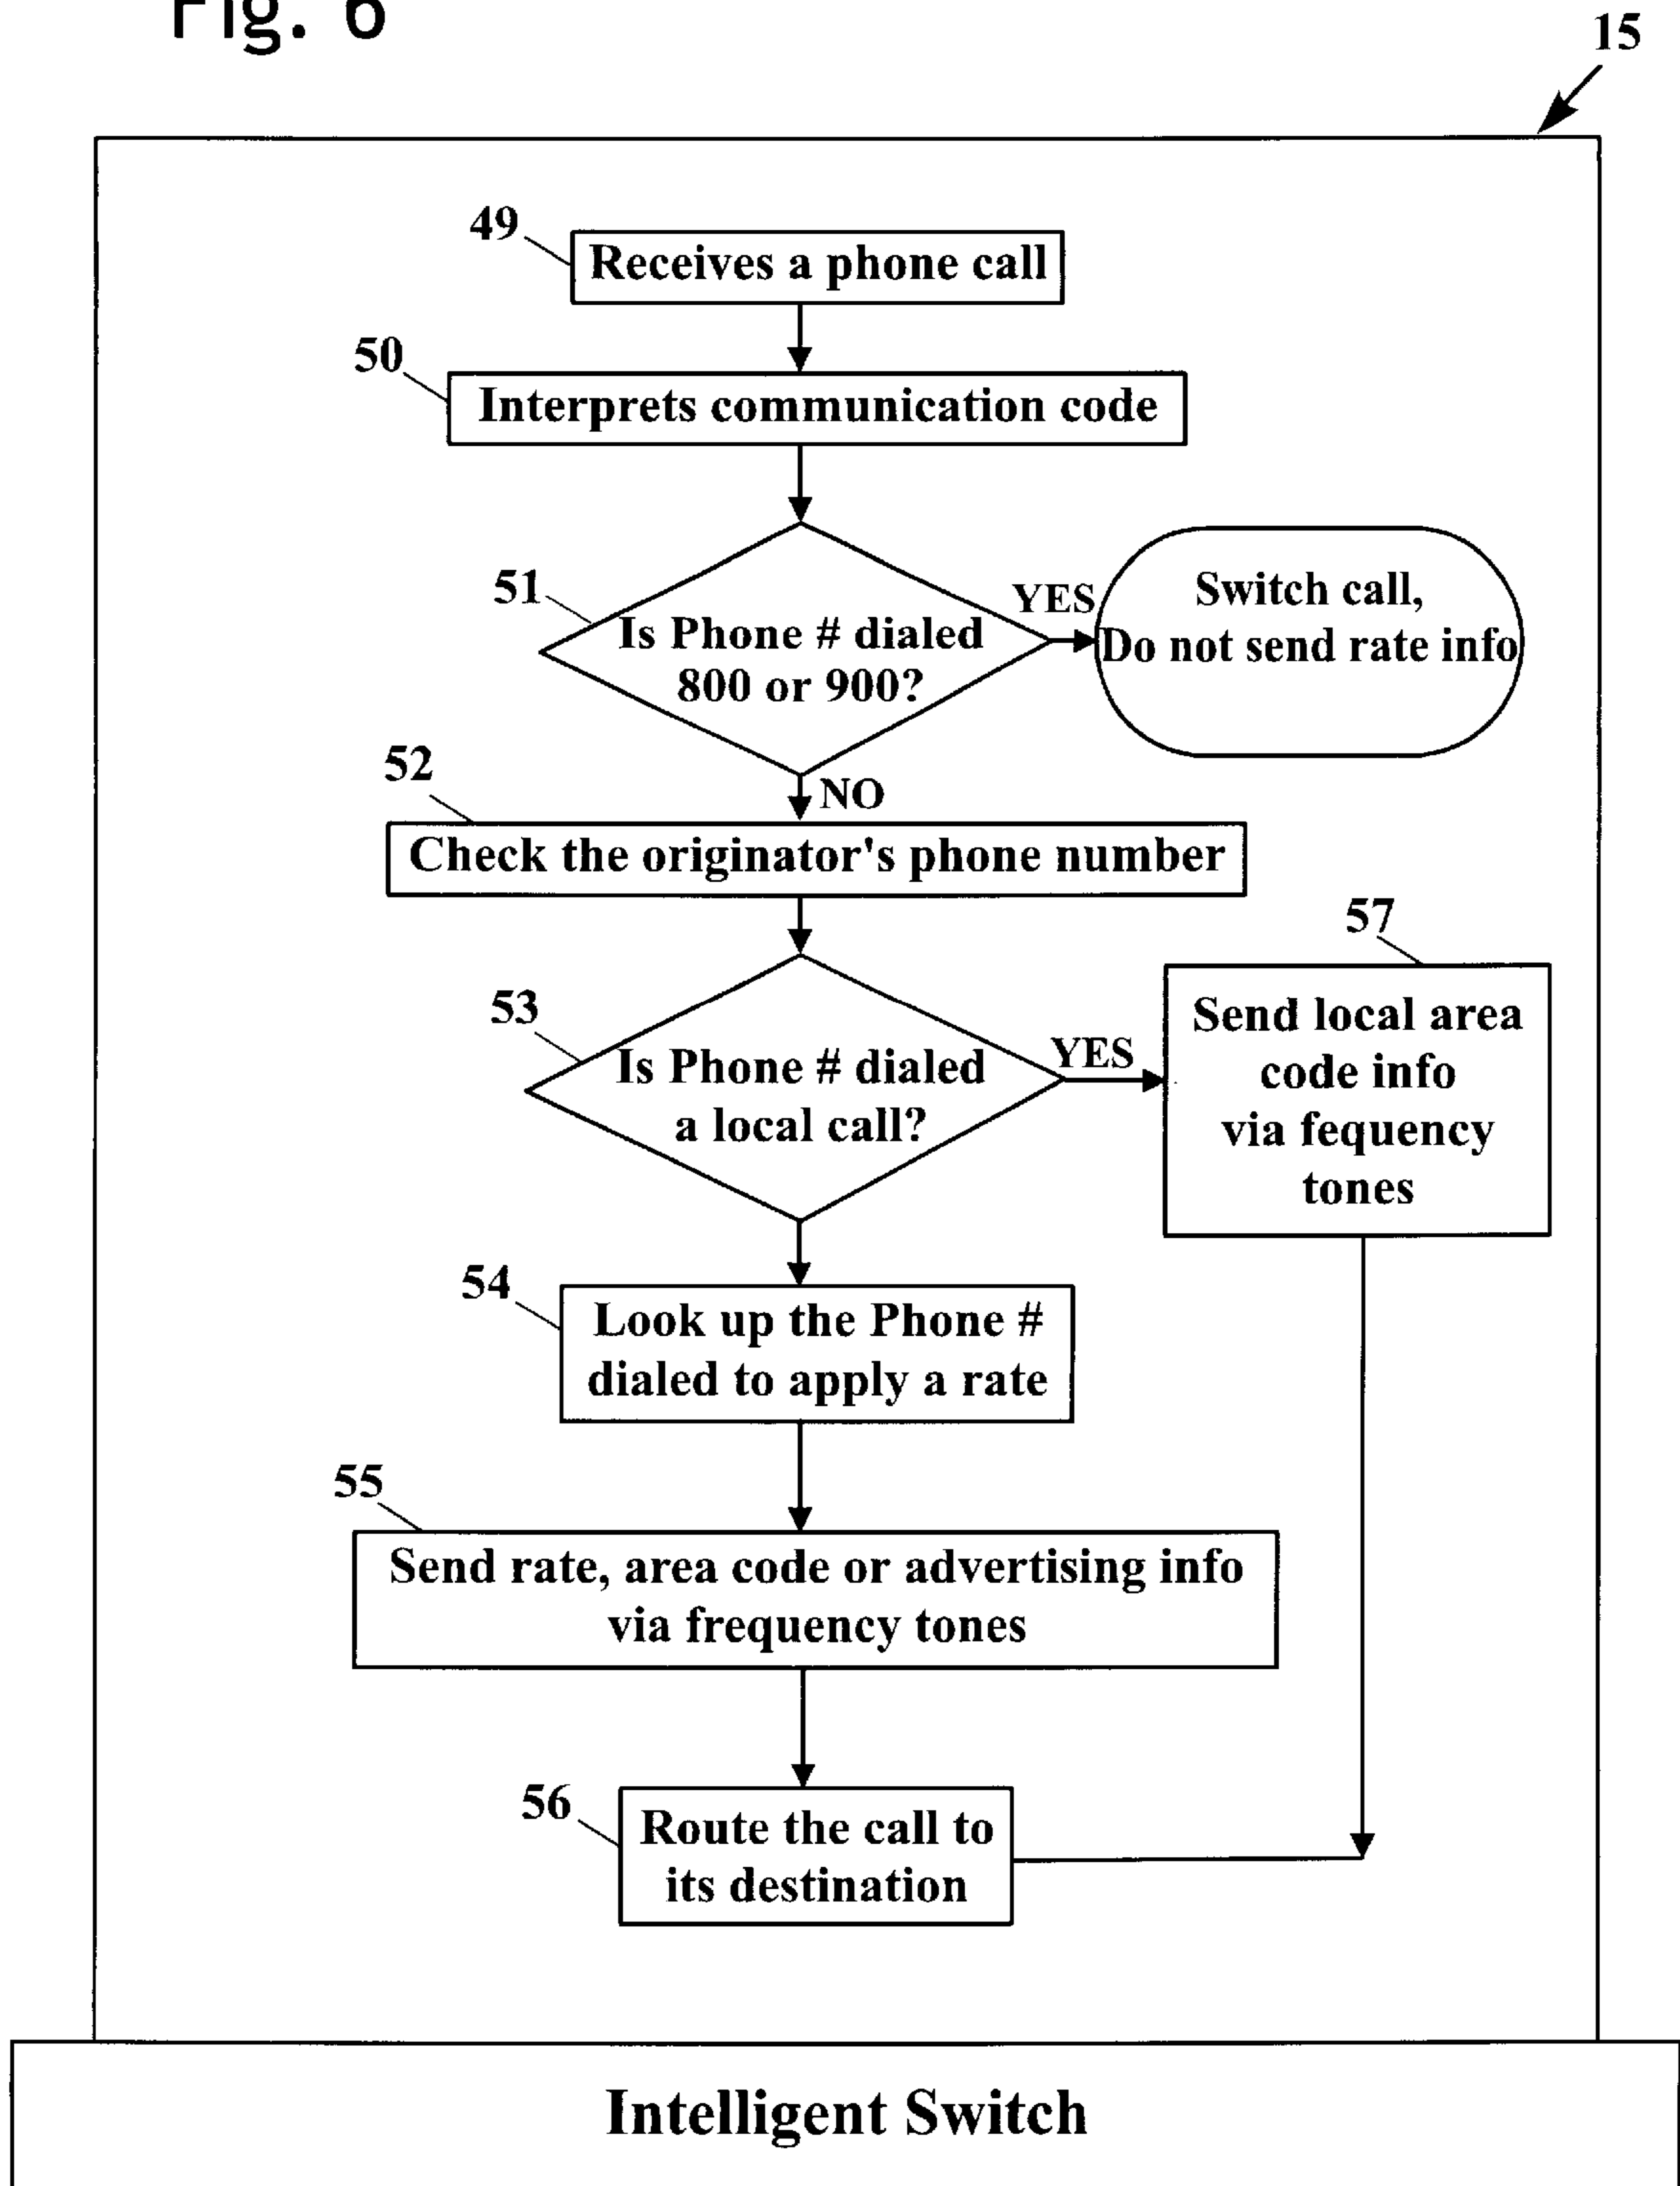 Fig. 6
15
49
Receives a phone call
50
Interprets communication code
51
Is Phone # dialed
800 or 900?
YES
Switch call,
Do not send rate info
NO
52
Check the originator's phone number
53
Is Phone # dialed
a local call?
YES
57
Send local area
code info
via fequency
tones
54
Look up the Phone #
dialed to apply a rate
55
Send rate, area code or advertising info
via frequency tones
56
Route the call to
its destination
Intelligent Switch